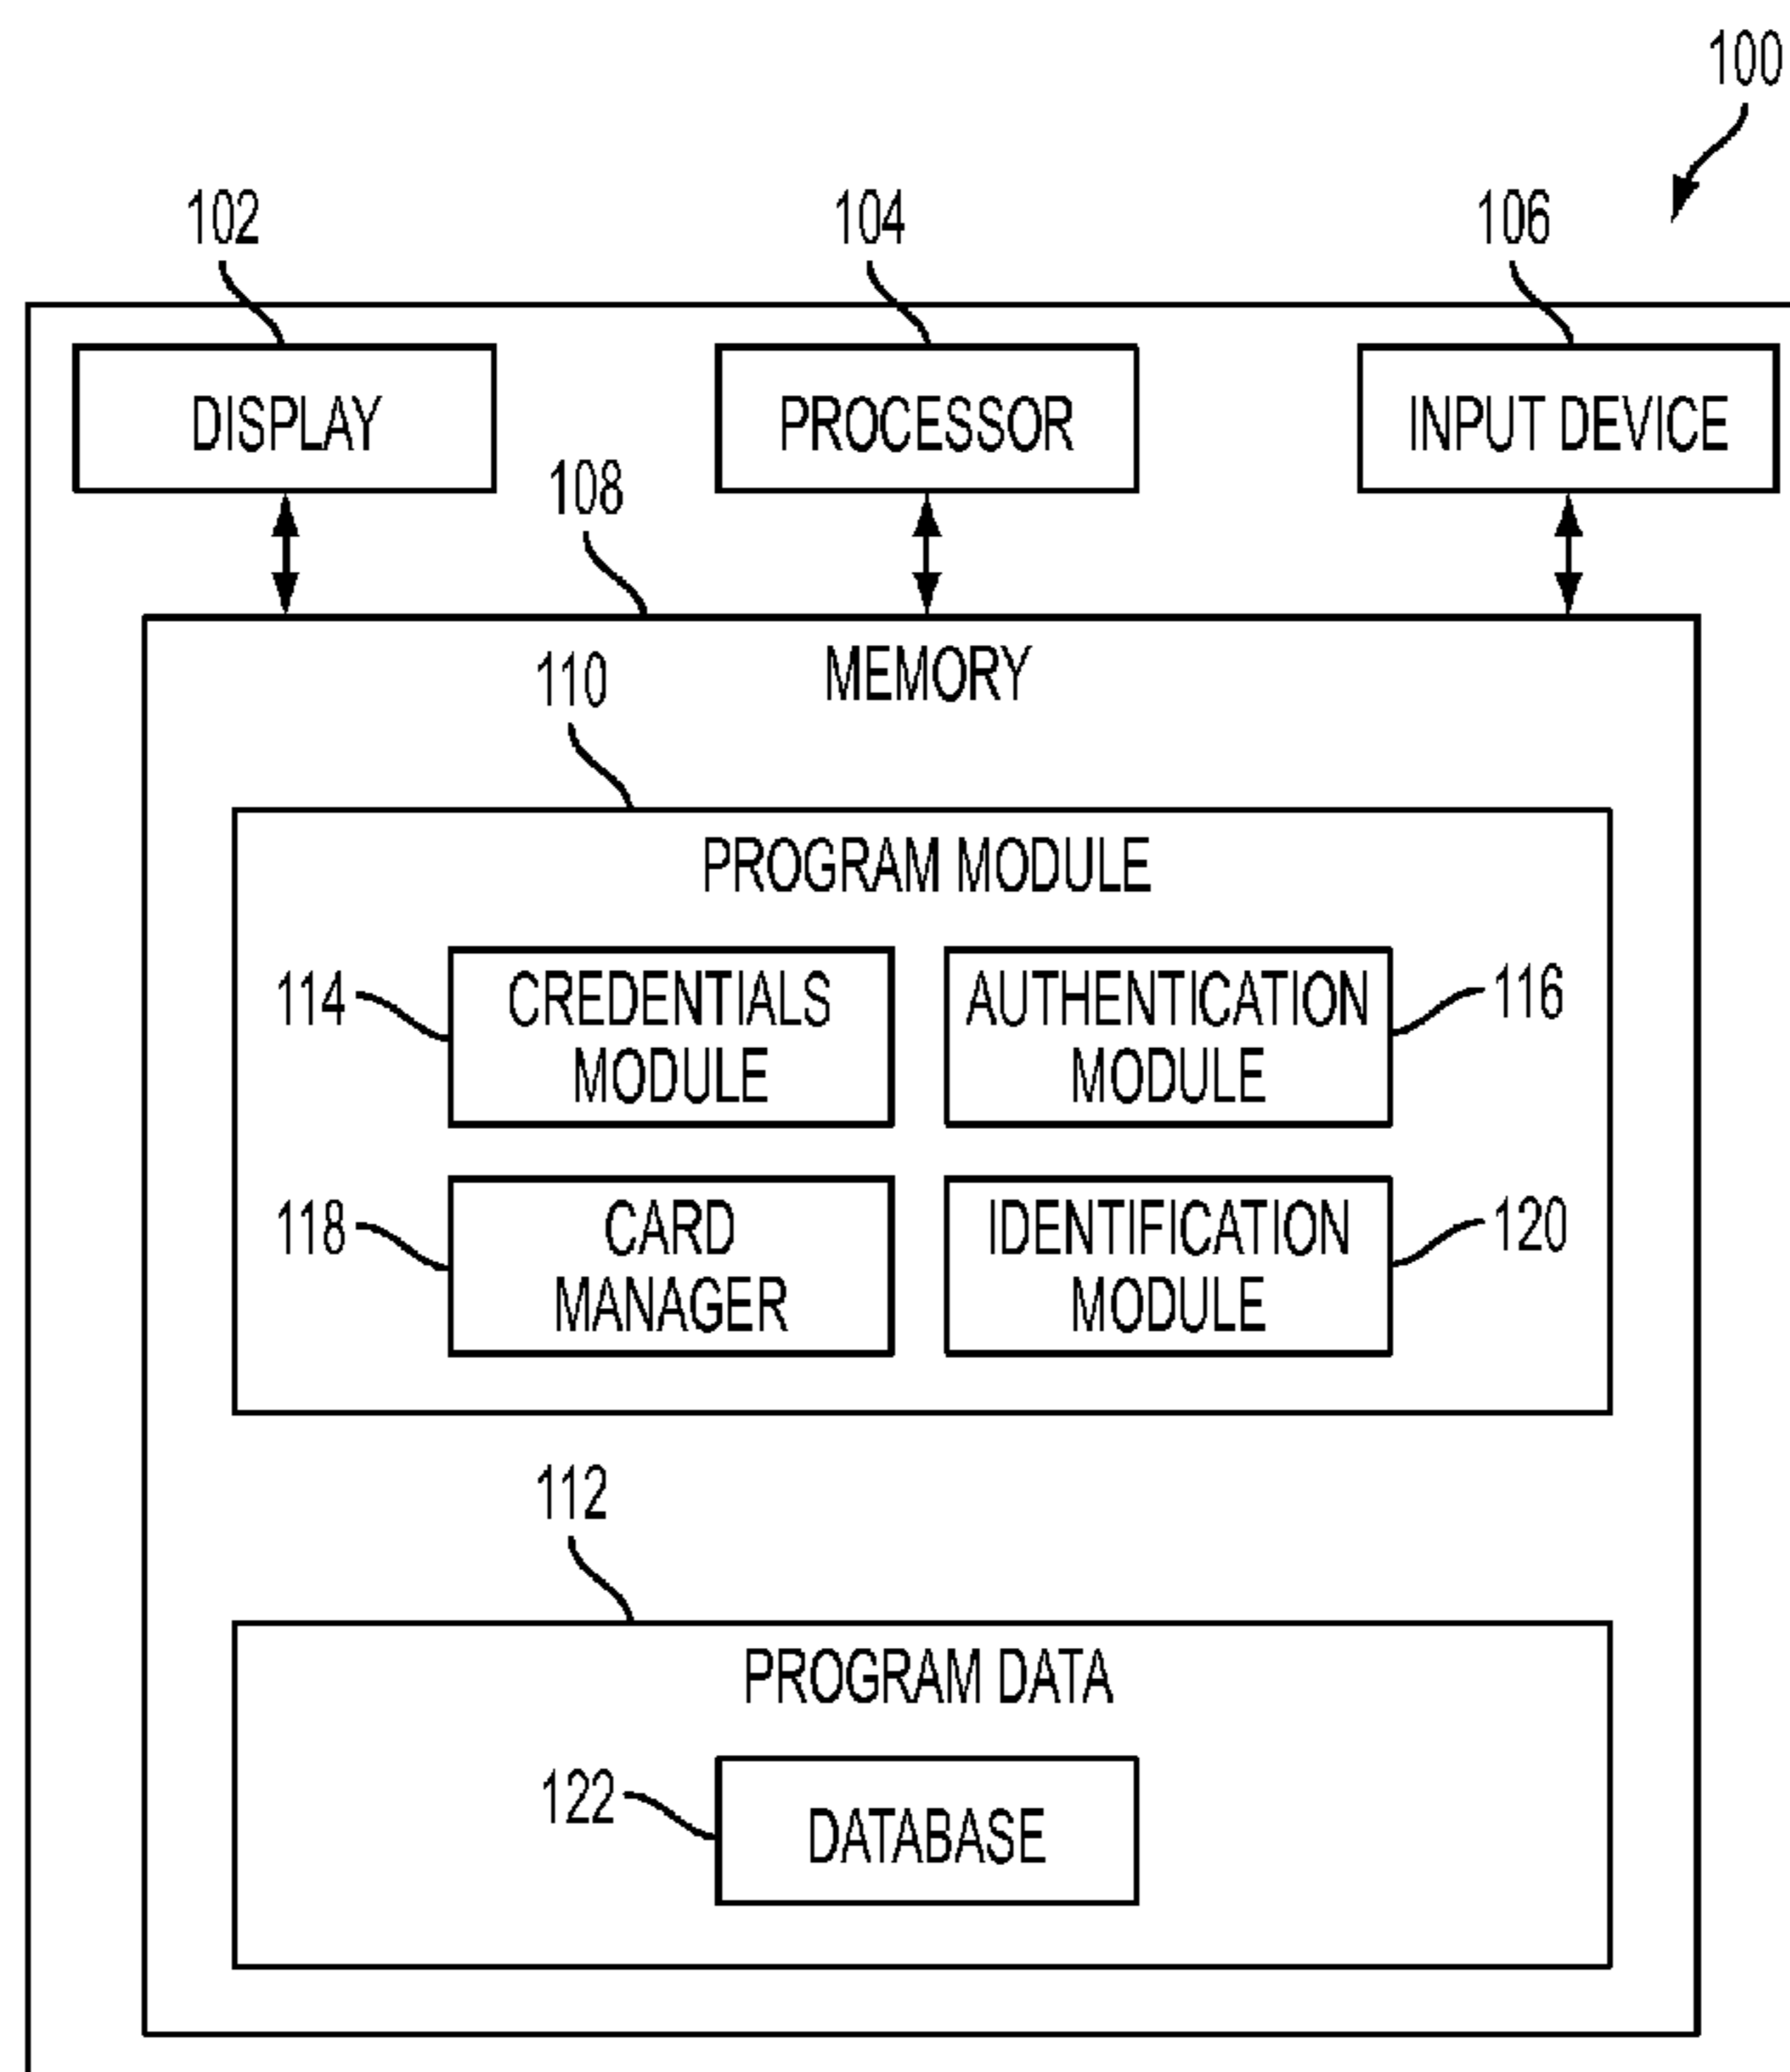 100
102
104
106
DISPLAY
PROCESSOR
INPUT DEVICE
108
MEMORY
110
PROGRAM MODULE
114
CREDENTIALS
MODULE
AUTHENTICATION
MODULE
116
118
CARD
MANAGER
IDENTIFICATION
MODULE
120
112
PROGRAM DATA
122
DATABASE